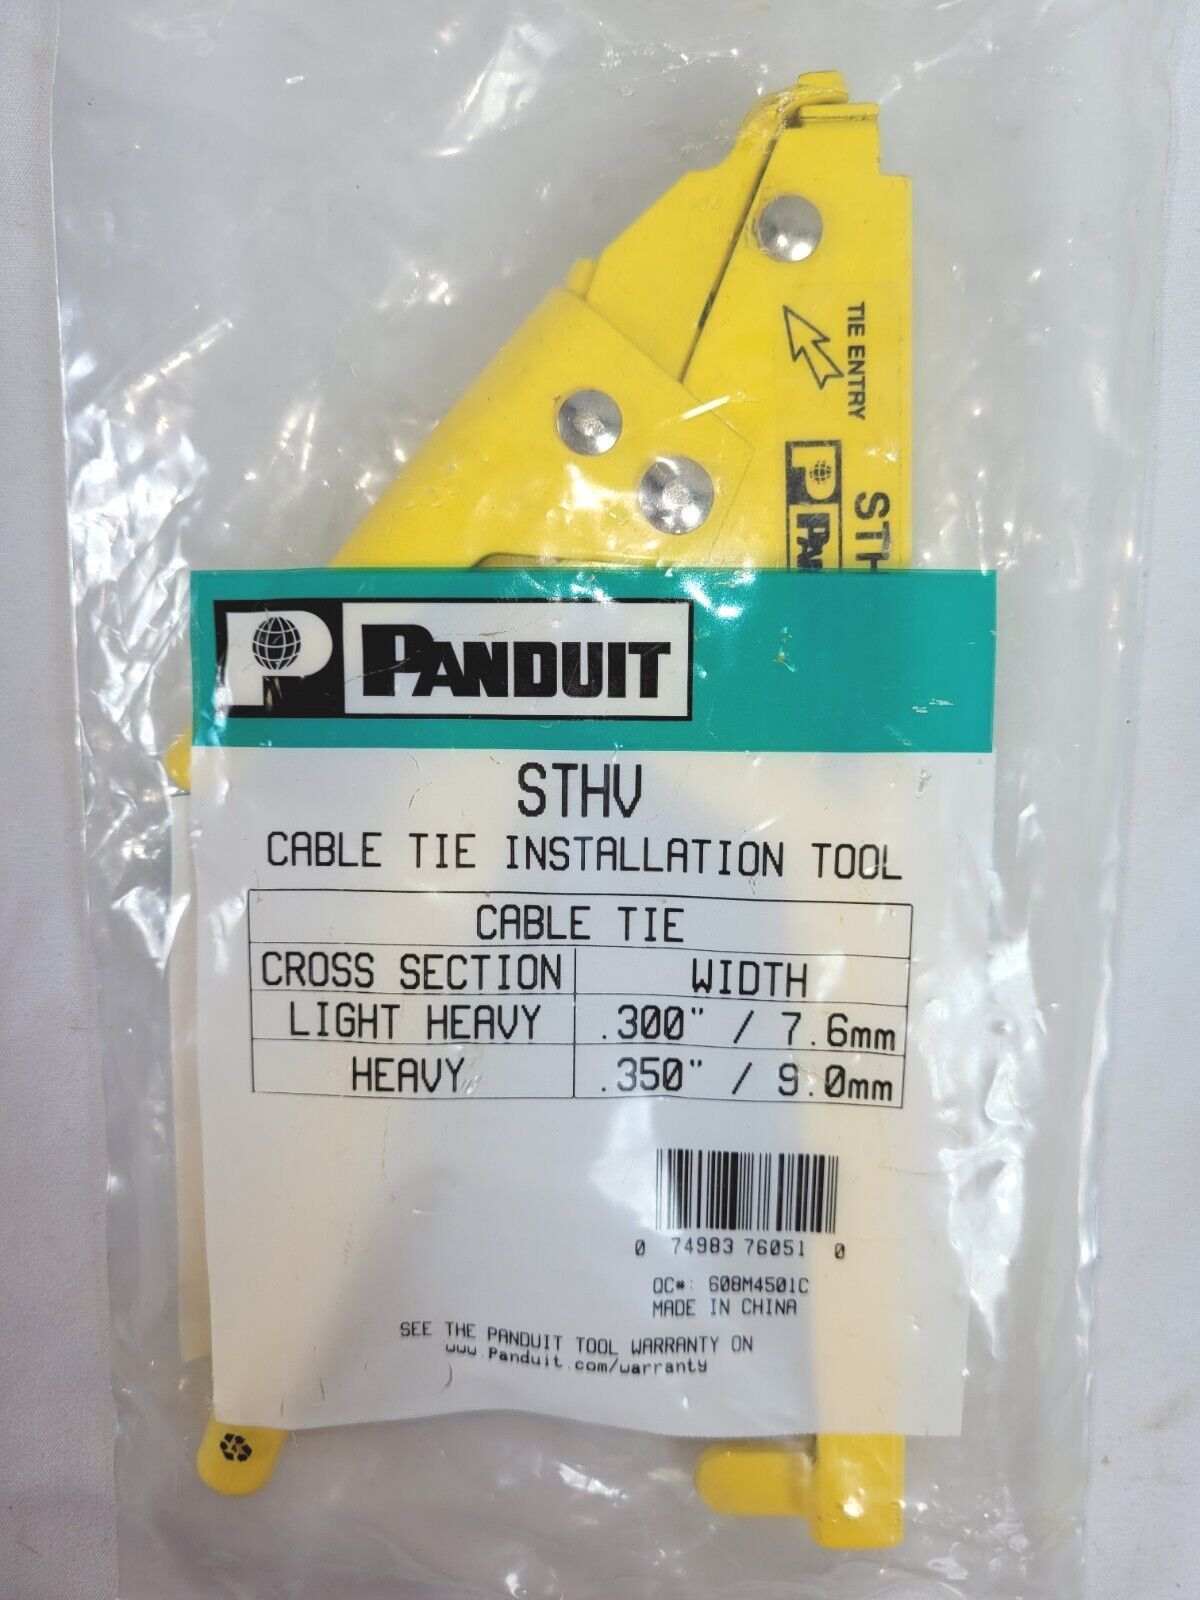 TIE ENTRY
P
PANDUIT
STHV
CABLE TIE INSTALLATION TOOL
CABLE TIE
CROSS SECTION WIDTH
LIGHT HEAVY .300" / 7.6mm
HEAVY .350" / 9.0mm
0 74983 76051 0
QC#: 608M4501C
MADE IN CHINA
SEE THE PANDUIT TOOL WARRANTY ON
www.Panduit.com/warranty